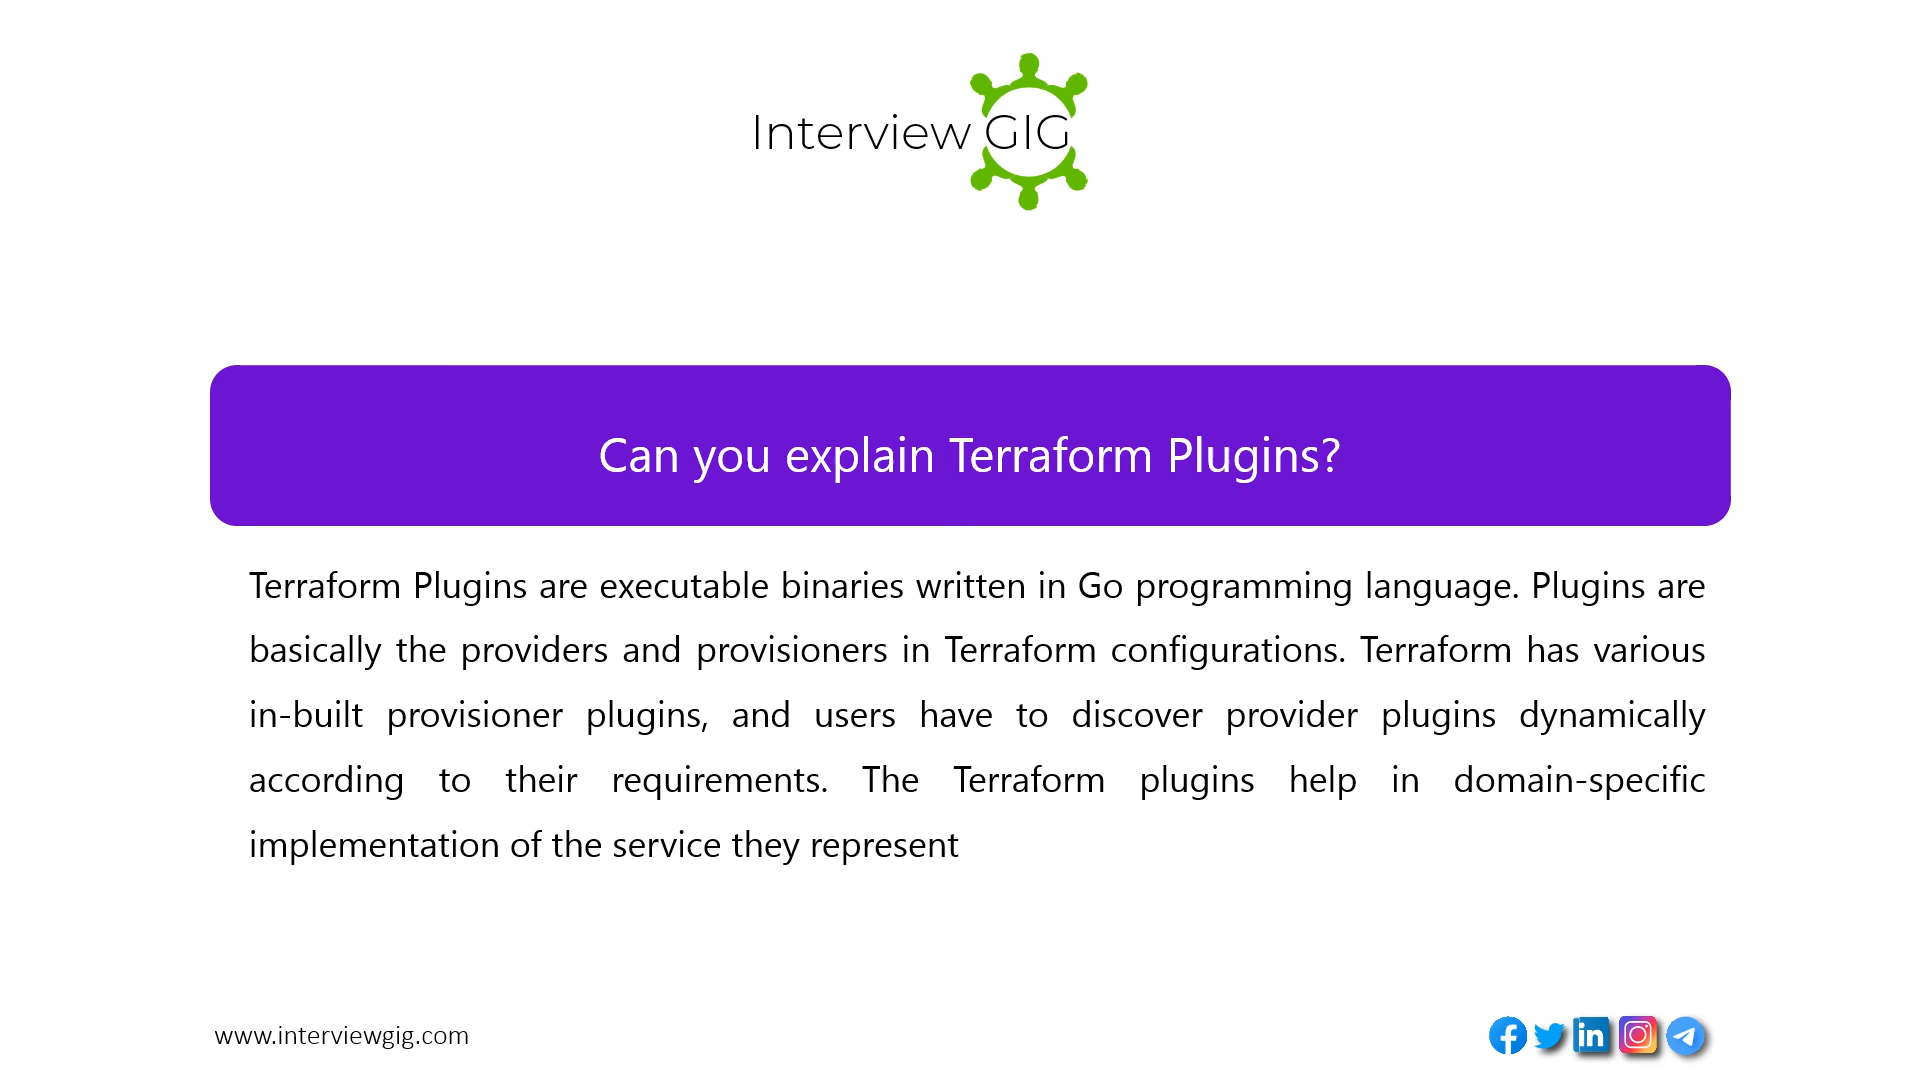 Interview GIG
Can you explain Terraform Plugins?
Terraform Plugins are executable binaries written in Go programming language. Plugins are
basically the providers and provisioners in Terraform configurations. Terraform has various
in-built provisioner plugins, and users have to discover provider plugins dynamically
according to their requirements. The Terraform plugins help in domain-specific
implementation of the service they represent
www.interviewgig.com
in